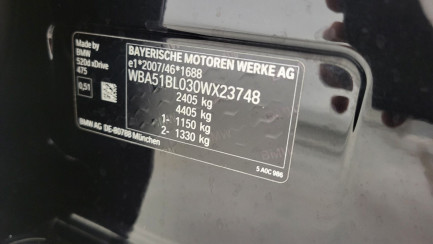 Made by
BMW
520d xDrive
475
0,51
BAYERISCHE MOTOREN WERKE AG
e1*2007/46*1688
WBA51BL030WX23748
2405 kg
4405 kg
1- 1150 kg
2- 1330 kg
BMW AG DE-80788 München
5 A0C 9B6